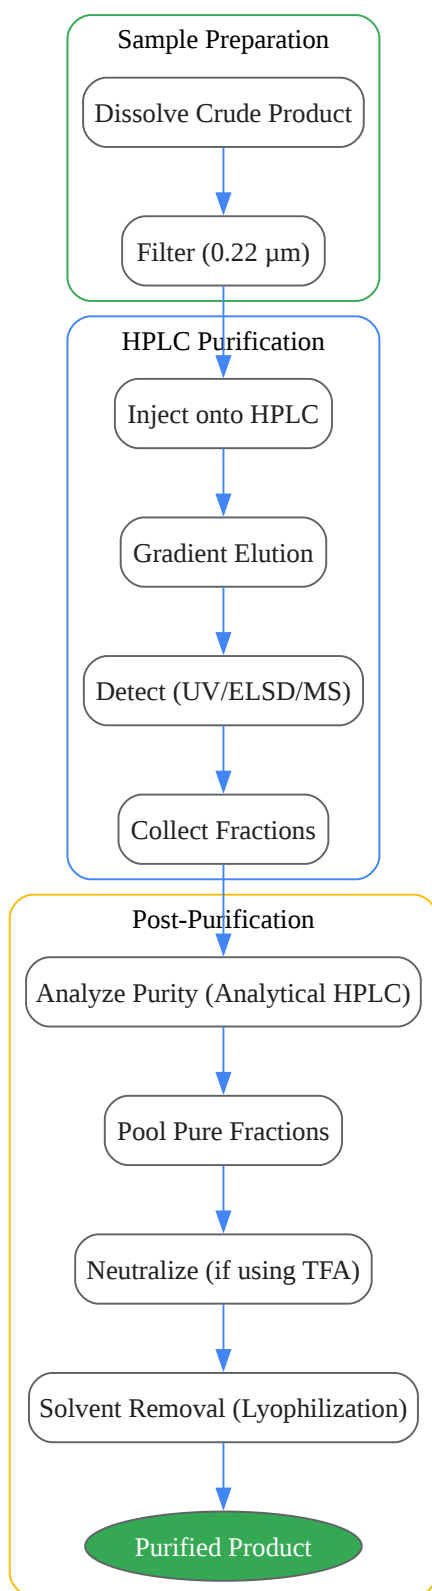 Sample Preparation
Dissolve Crude Product
Filter (0.22 µm)
HPLC Purification
Inject onto HPLC
Gradient Elution
Detect (UV/ELSD/MS)
Collect Fractions
Post-Purification
Analyze Purity (Analytical HPLC)
Pool Pure Fractions
Neutralize (if using TFA)
Solvent Removal (Lyophilization)
Purified Product